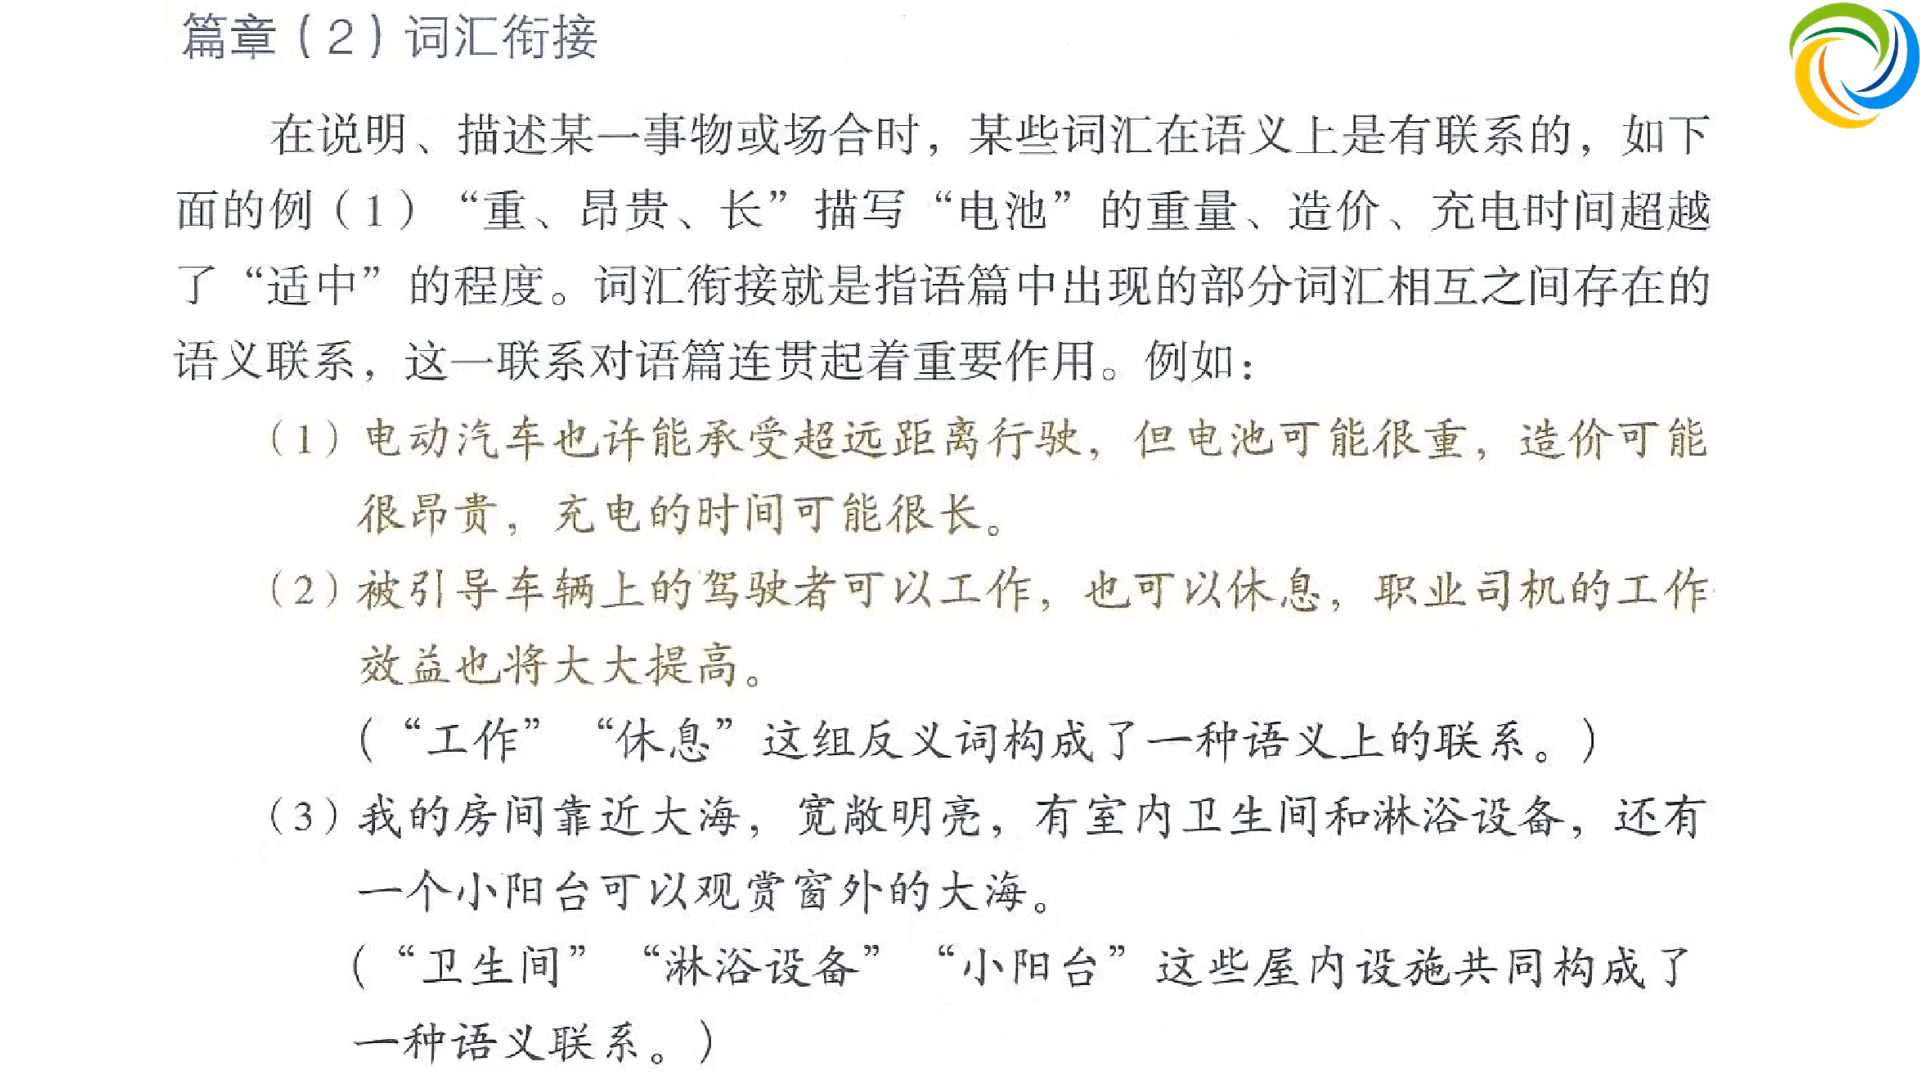 篇章（2）词汇衔接
在说明、描述某一事物或场合时，某些词汇在语义上是有联系的，如下
面的例（1）“重、昂贵、长”描写“电池”的重量、造价、充电时间超越
了“适中”的程度。词汇衔接就是指语篇中出现的部分词汇相互之间存在的
语义联系，这一联系对语篇连贯起着重要作用。例如：
（1）电动汽车也许能承受超远距离行驶，但电池可能很重，造价可能
很昂贵，充电的时间可能很长。
（2）被引导车辆上的驾驶者可以工作，也可以休息，职业司机的工作
效益也将大大提高。
（“工作”“休息”这组反义词构成了一种语义上的联系。）
（3）我的房间靠近大海，宽敞明亮，有室内卫生间和淋浴设备，还有
一个小阳台可以观赏窗外的大海。
（“卫生间”“淋浴设备”“小阳台”这些屋内设施共同构成了
一种语义联系。）